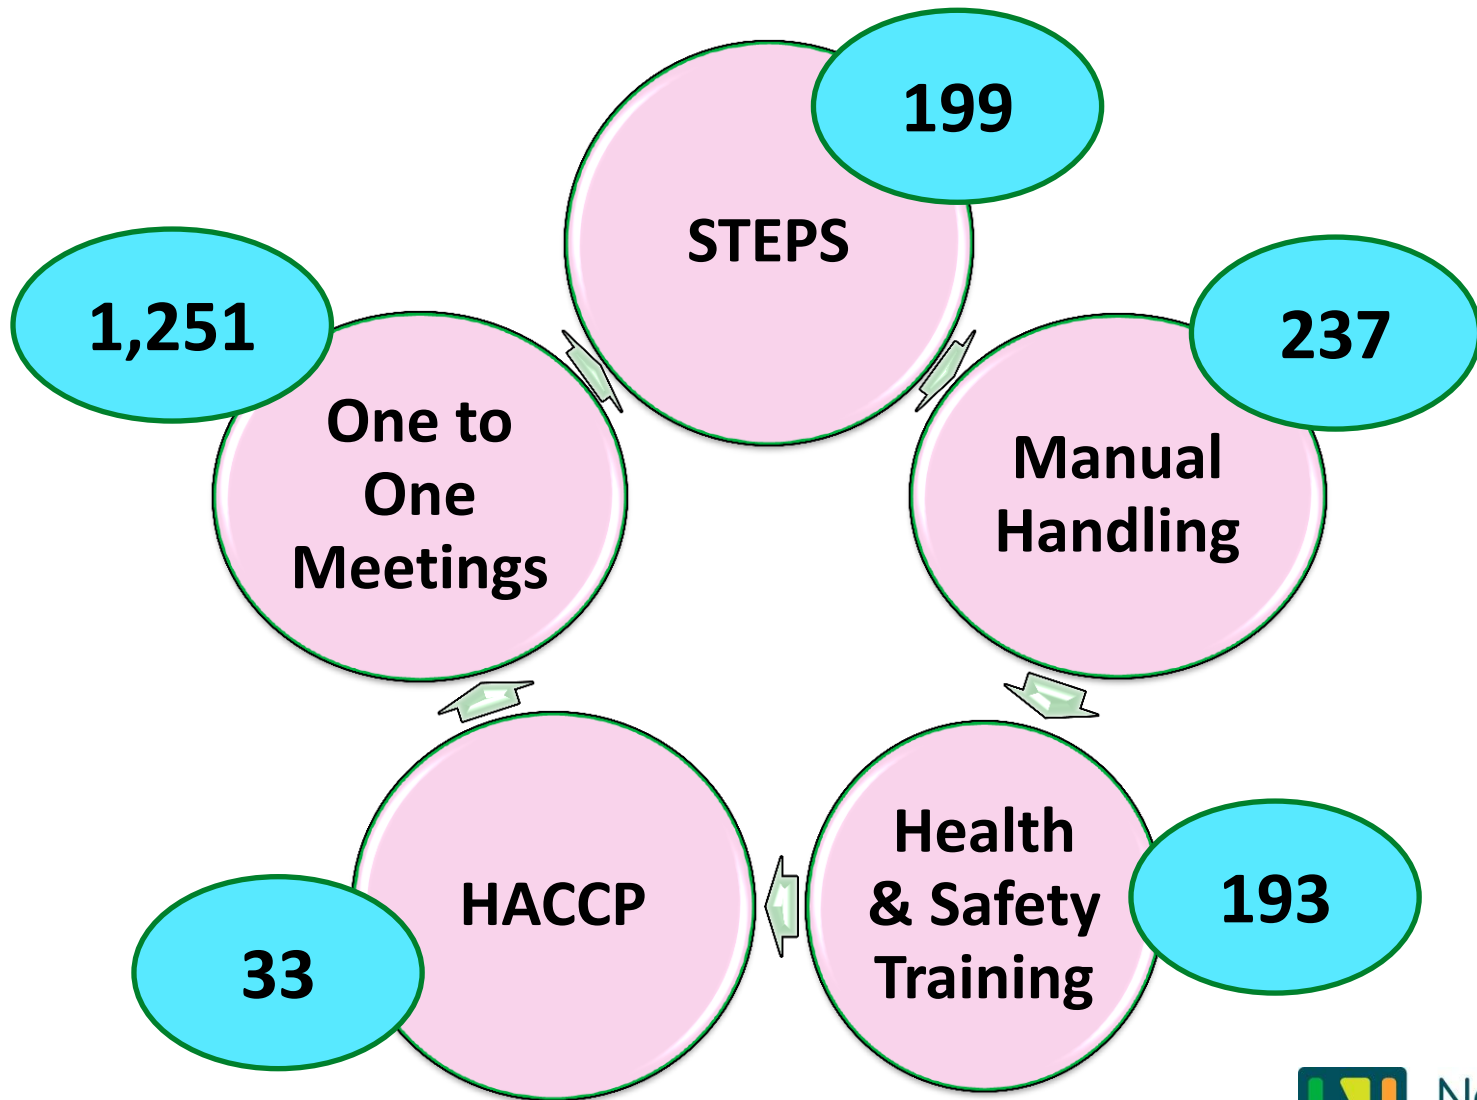 199
STEPS
1,251
237
One to
One
Meetings
Manual
Handling
Health
& Safety
Training
193
HACCP
33